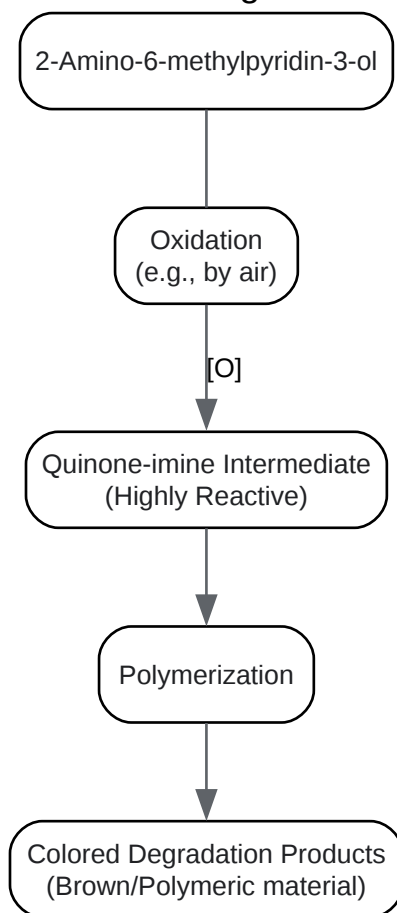 2-Amino-6-methylpyridin-3-ol
Oxidation
(e.g., by air)
[O]
Quinone-imine Intermediate
(Highly Reactive)
Polymerization
Colored Degradation Products
(Brown/Polymeric material)